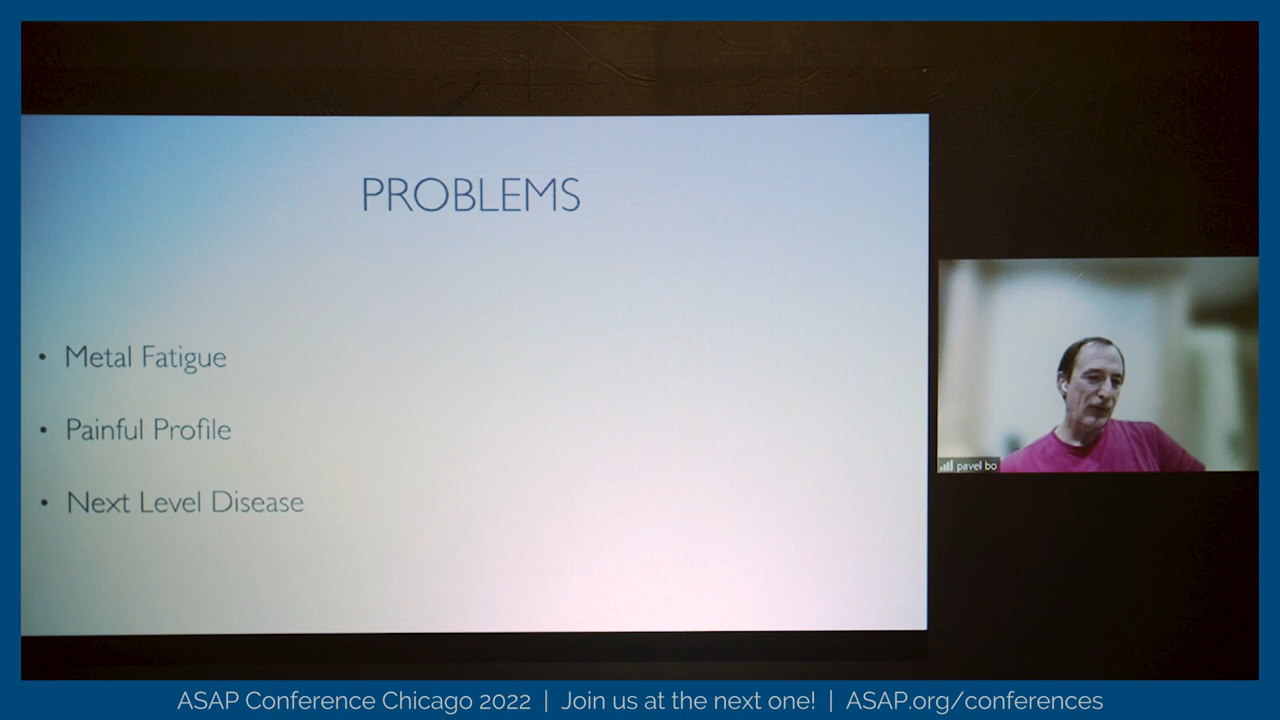 PROBLEMS
• Metal Fatigue
• Painful Profile
• Next Level Disease
pavel bo
ASAP Conference Chicago 2022 | Join us at the next one! | ASAP.org/conferences